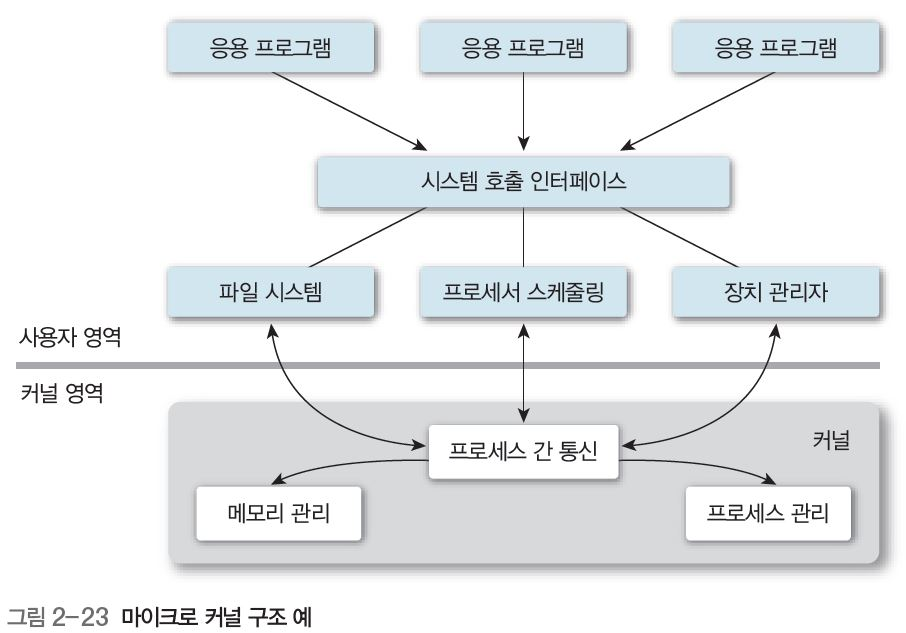 응용 프로그램
응용 프로그램
응용 프로그램
시스템 호출 인터페이스
파일 시스템
프로세서 스케줄링
장치 관리자
사용자 영역
커널 영역
커널
프로세스 간 통신
메모리 관리
프로세스 관리
그림 2-23 마이크로 커널 구조 예